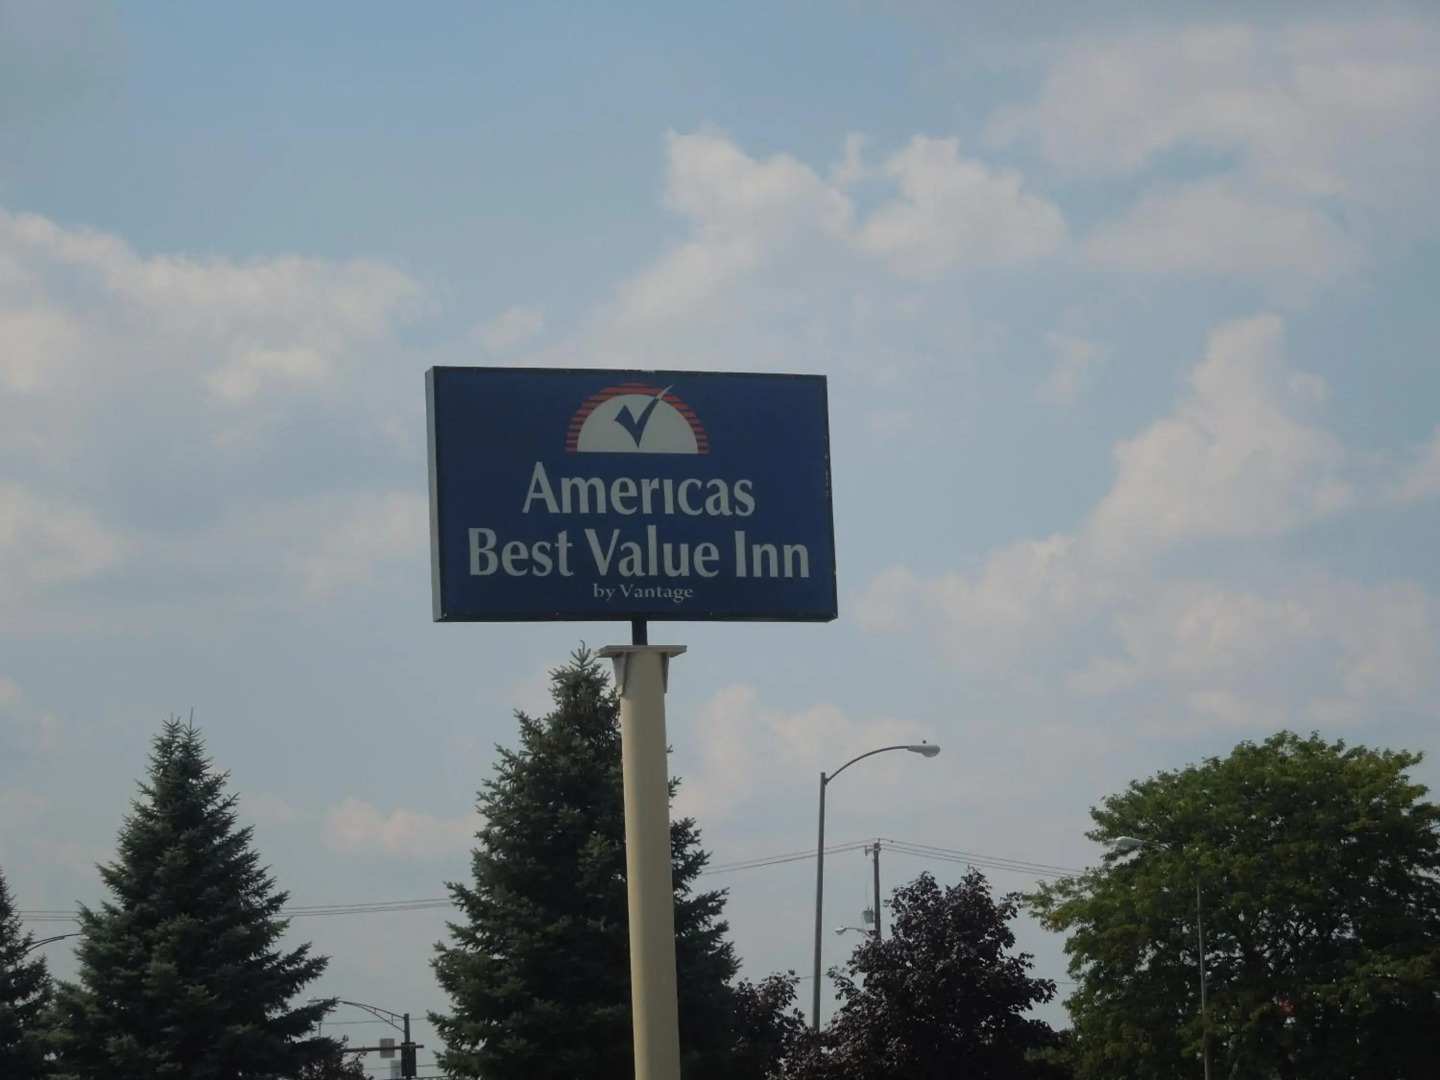 Americas
Best Value Inn
by Vantage